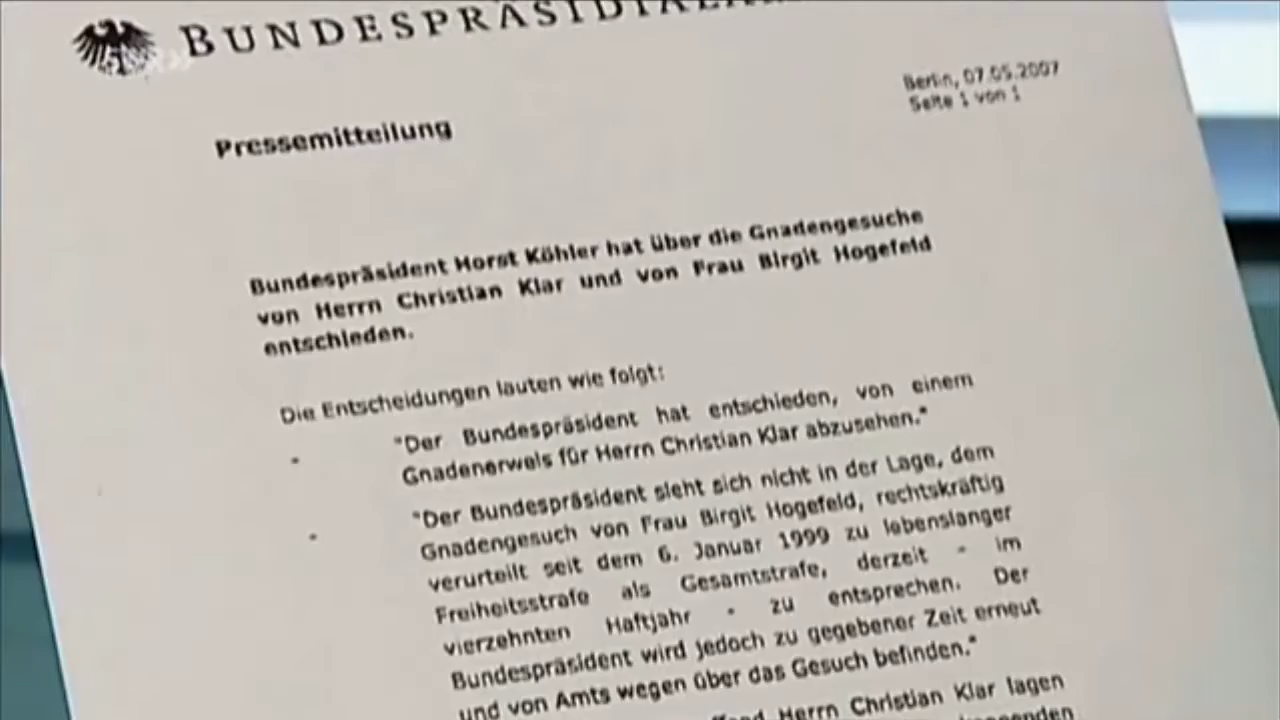 BUNDESPRÄSIDIALA
Berlin, 07.05.2007
Seite 1 von 1
Pressemitteilung
Bundespräsident Horst Köhler hat über die Gnadengesuche
von Herrn Christian Klar und von Frau Birgit Hogefeld
entschieden.
Die Entscheidungen lauten wie folgt:
- "Der Bundespräsident hat entschieden, von einem
Gnadenerweis für Herrn Christian Klar abzusehen."
- "Der Bundespräsident sieht sich nicht in der Lage, dem
Gnadengesuch von Frau Birgit Hogefeld, rechtskräftig
verurteilt seit dem 6. Januar 1999 zu lebenslanger
Freiheitsstrafe als Gesamtstrafe, derzeit - im
vierzehnten Haftjahr - zu entsprechen. Der
Bundespräsident wird jedoch zu gegebener Zeit erneut
und von Amts wegen über das Gesuch befinden."
Herrn Christian Klar lagen